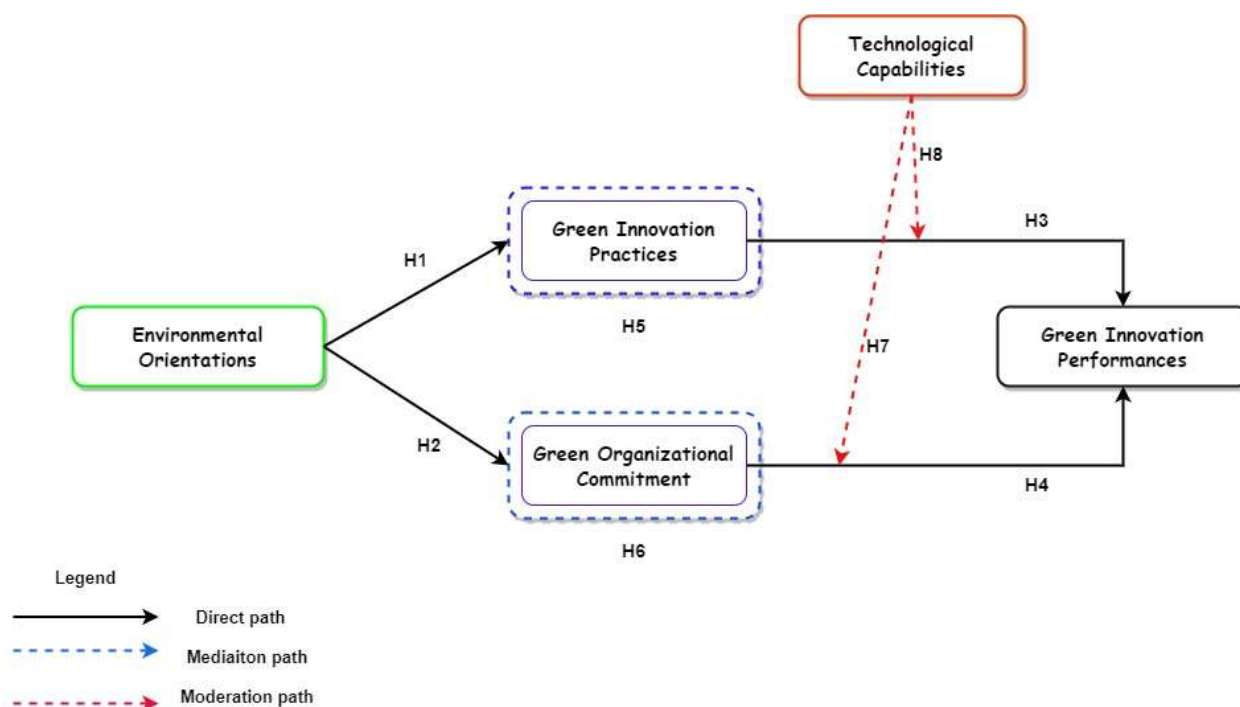 Technological
Capabilities
H8
Green Innovation
Practices
H3
H1
H5
Environmental
Orientations
Green Innovation
Performances
H7
H2
Green Organizational
Commitment
H4
H6
Legend
Direct path
Mediaiton path
Moderation path